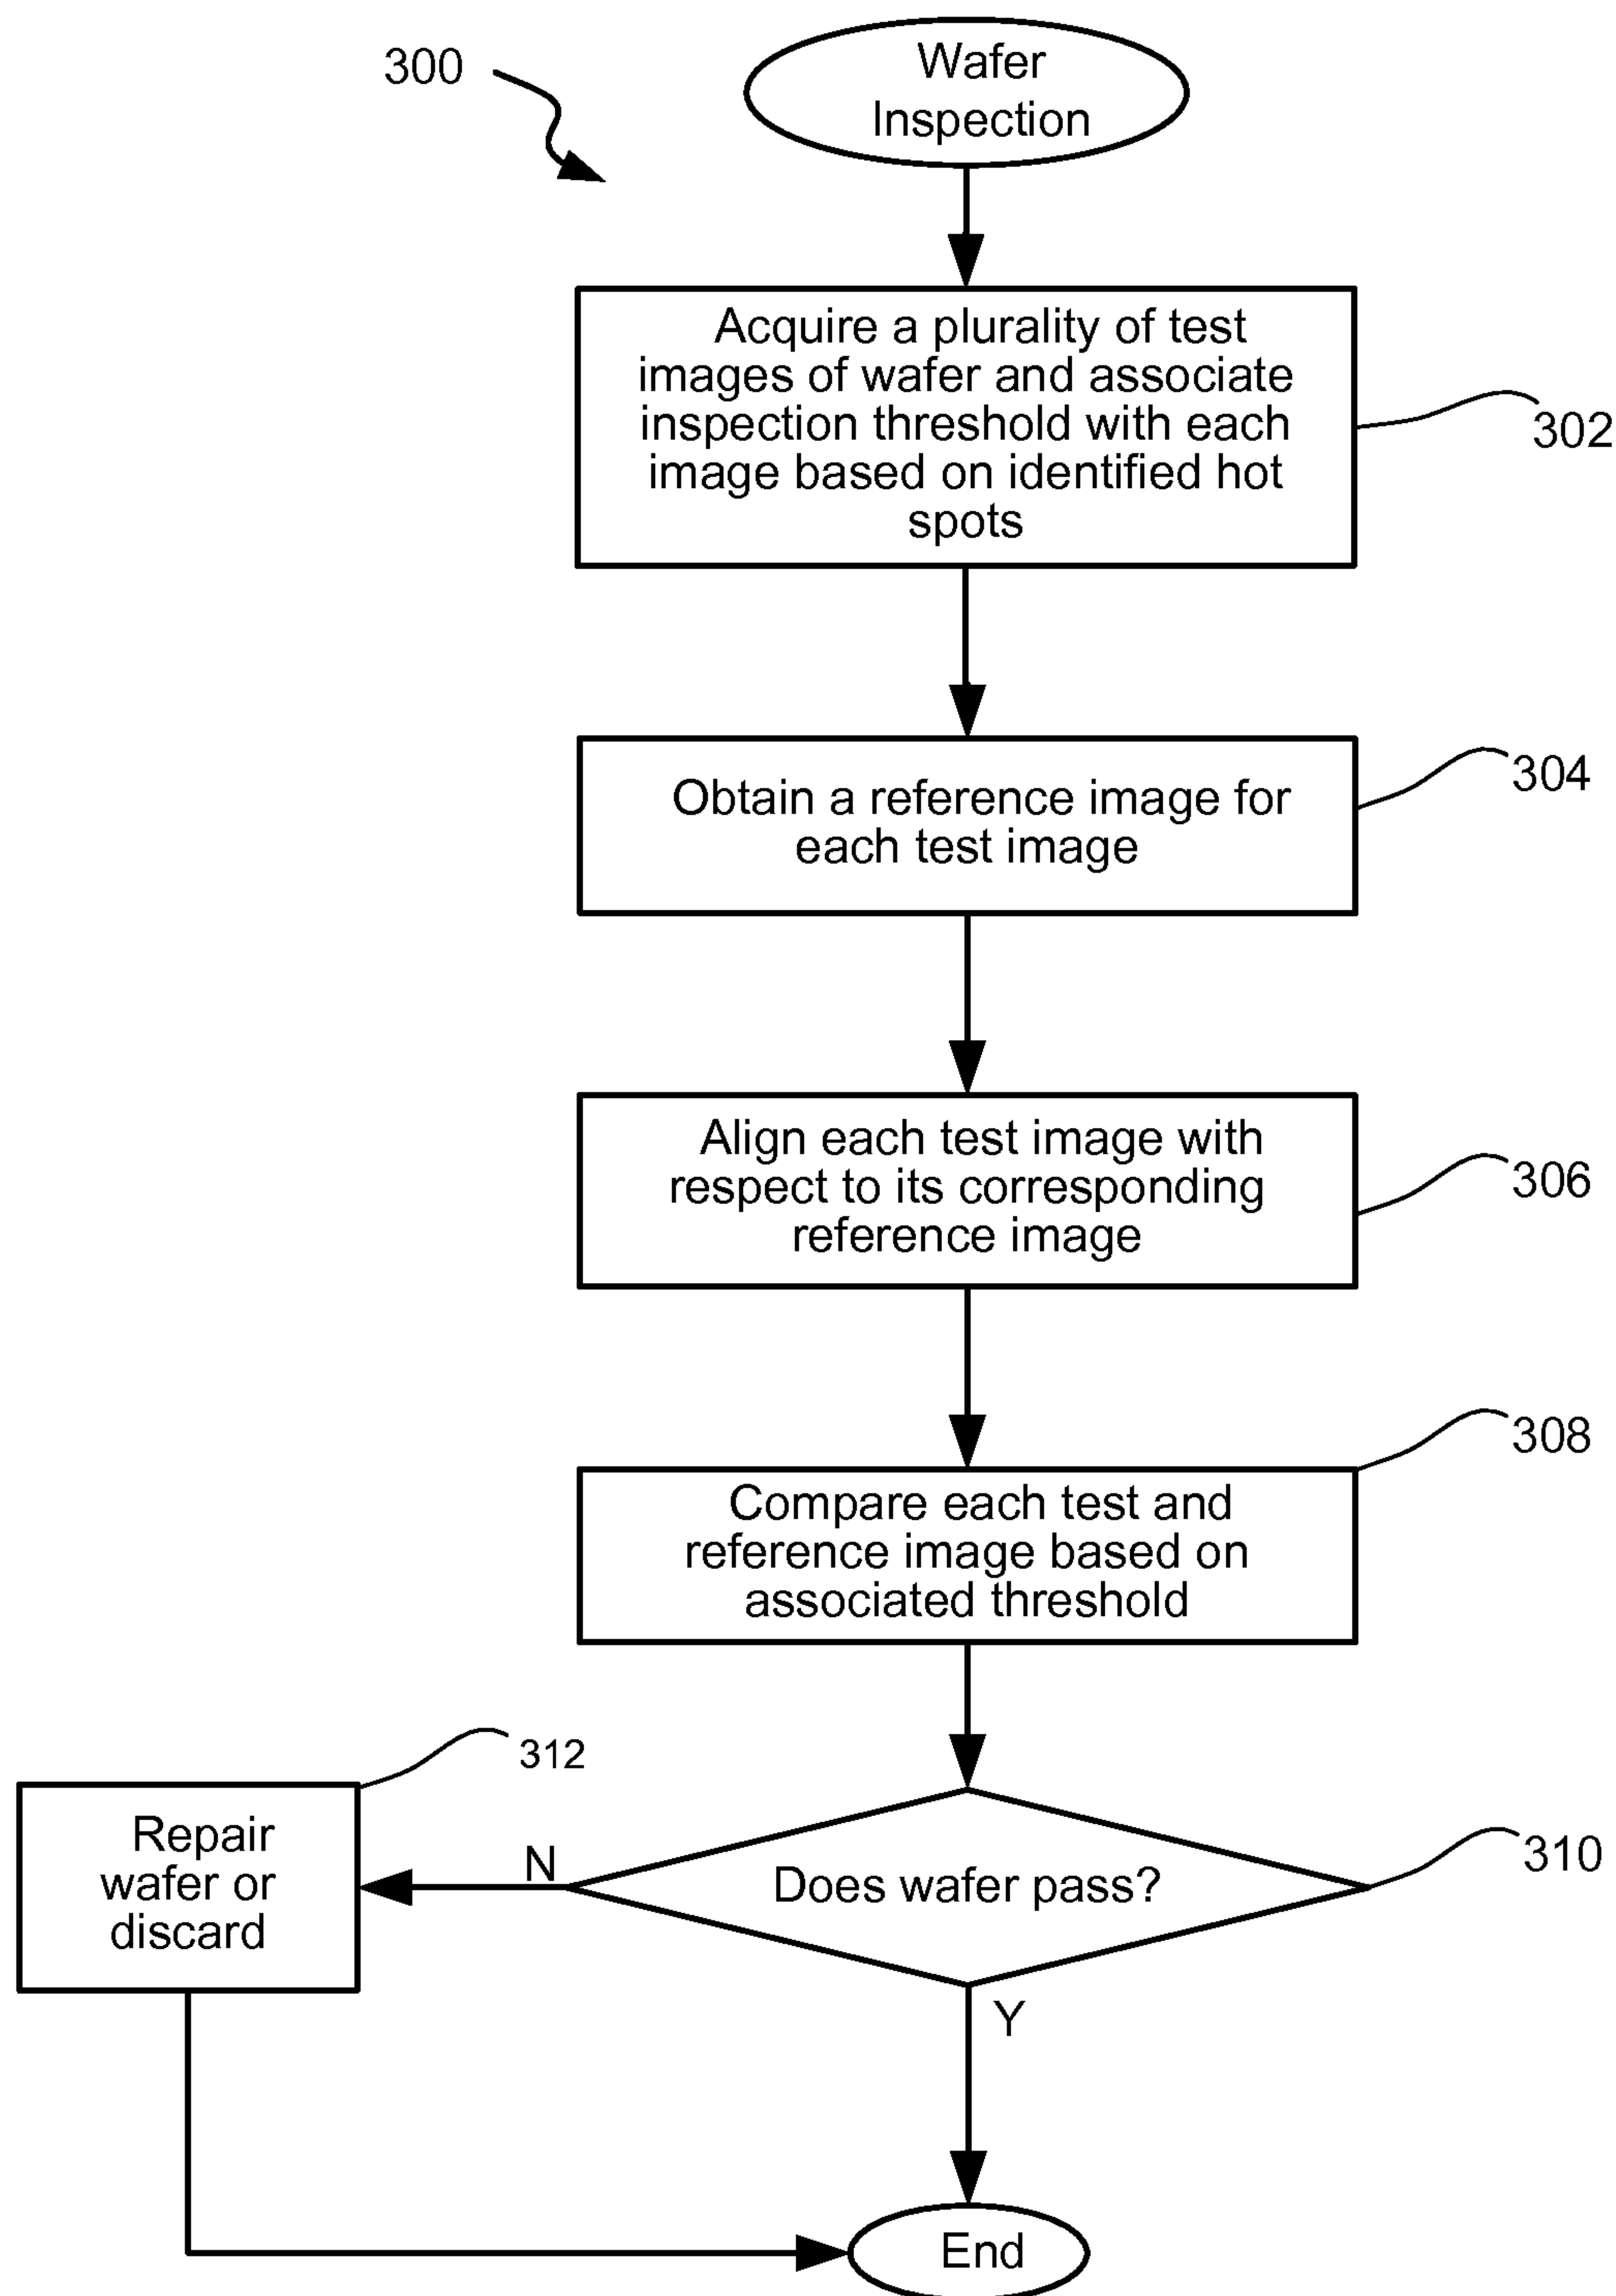 300
Wafer
Inspection
Acquire a plurality of test
images of wafer and associate
inspection threshold with each
image based on identified hot
spots
302
Obtain a reference image for
each test image
304
Align each test image with
respect to its corresponding
reference image
306
Compare each test and
reference image based on
associated threshold
308
Does wafer pass?
310
N
Repair
wafer or
discard
312
Y
End